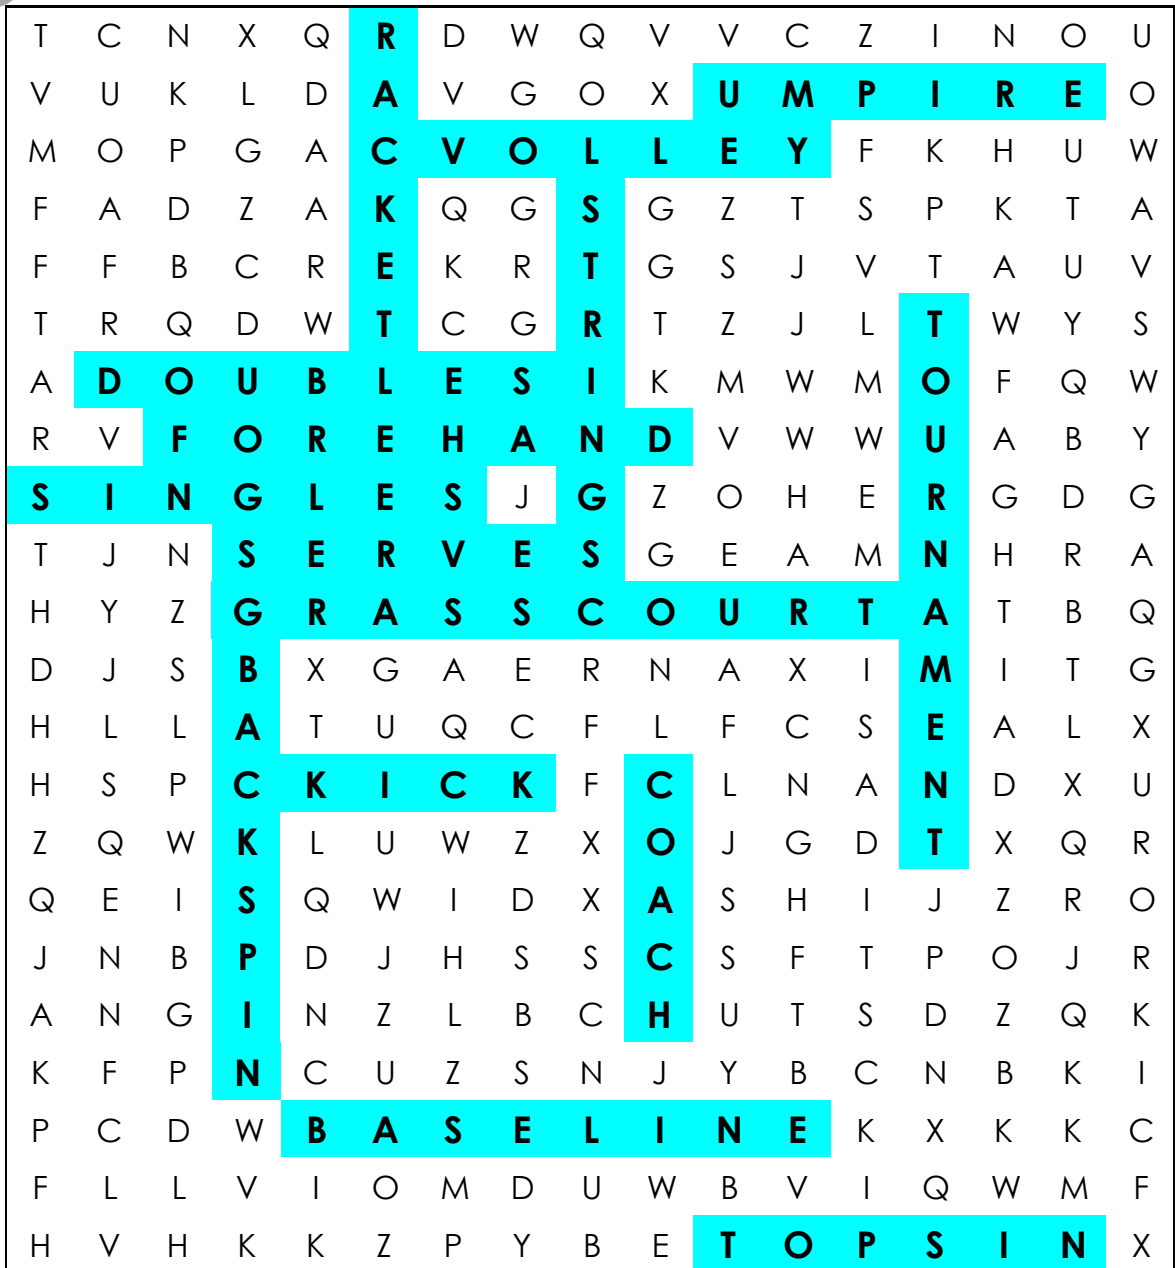 T C N X Q R D W Q V V C Z I N O U
V U K L D A V G O X U M P I R E O
M O P G A C V O L L E Y F K H U W
F A D Z A K Q G S G Z T S P K T A
F F B C R E K R T G S J V T A U V
T R Q D W T C G R T Z J L T W Y S
A D O U B L E S I K M W M O F Q W
R V F O R E H A N D V W W U A B Y
S I N G L E S J G Z O H E R G D G
T J N S E R V E S G E A M N H R A
H Y Z G R A S S C O U R T A T B Q
D J S B X G A E R N A X I M I T G
H L L A T U Q C F L F C S E A L X
H S P C K I C K F C L N A N D X U
Z Q W K L U W Z X O J G D T X Q R
Q E I S Q W I D X A S H I J Z R O
J N B P D J H S S C S F T P O J R
A N G I N Z L B C H U T S D Z Q K
K F P N C U Z S N J Y B C N B K I
P C D W B A S E L I N E K X K K C
F L L V I O M D U W B V I Q W M F
H V H K K Z P Y B E T O P S I N X